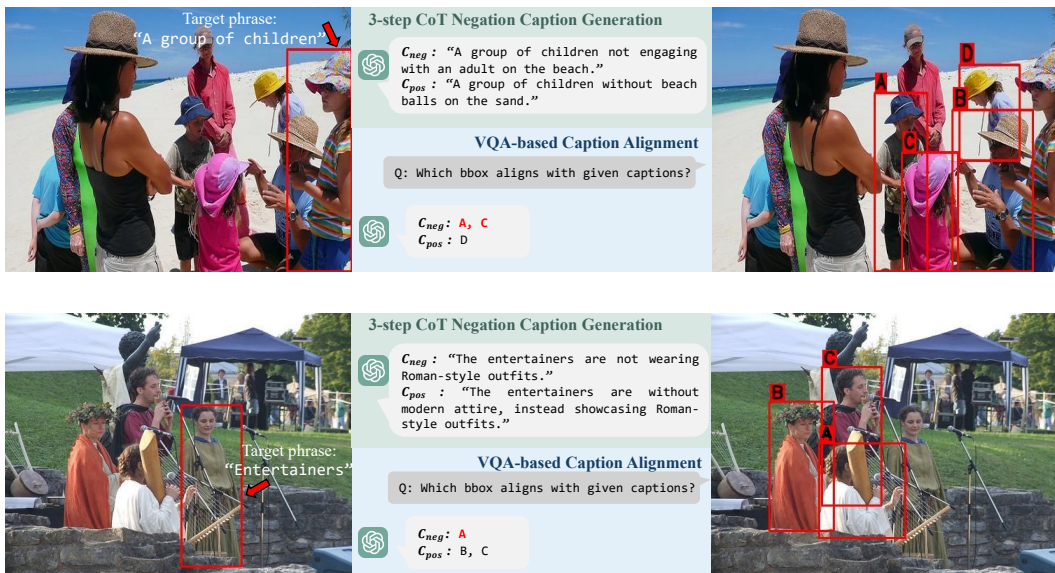 Target phrase:
“A group of children”
3-step CoT Negation Caption Generation
C_neg : “A group of children not engaging
with an adult on the beach.”
C_pos : “A group of children without beach
balls on the sand.”
VQA-based Caption Alignment
Q: Which bbox aligns with given captions?
C_neg : A, C
C_pos : D
A
C
D
B
Target phrase:
“Entertainers”
3-step CoT Negation Caption Generation
C_neg : “The entertainers are not wearing
Roman-style outfits.”
C_pos : “The entertainers are without
modern attire, instead showcasing Roman-
style outfits.”
VQA-based Caption Alignment
Q: Which bbox aligns with given captions?
C_neg : A
C_pos : B, C
C
B
A